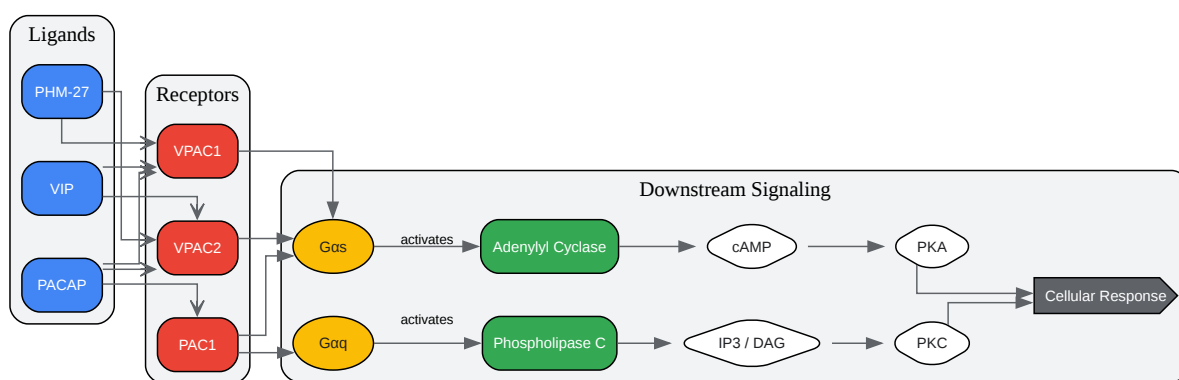 Ligands
PHM-27
VIP
PACAP
Receptors
VPAC1
VPAC2
PAC1
Downstream Signaling
Gαs
activates
Adenylyl Cyclase
cAMP
PKA
Gαq
activates
Phospholipase C
IP3 / DAG
PKC
Cellular Response